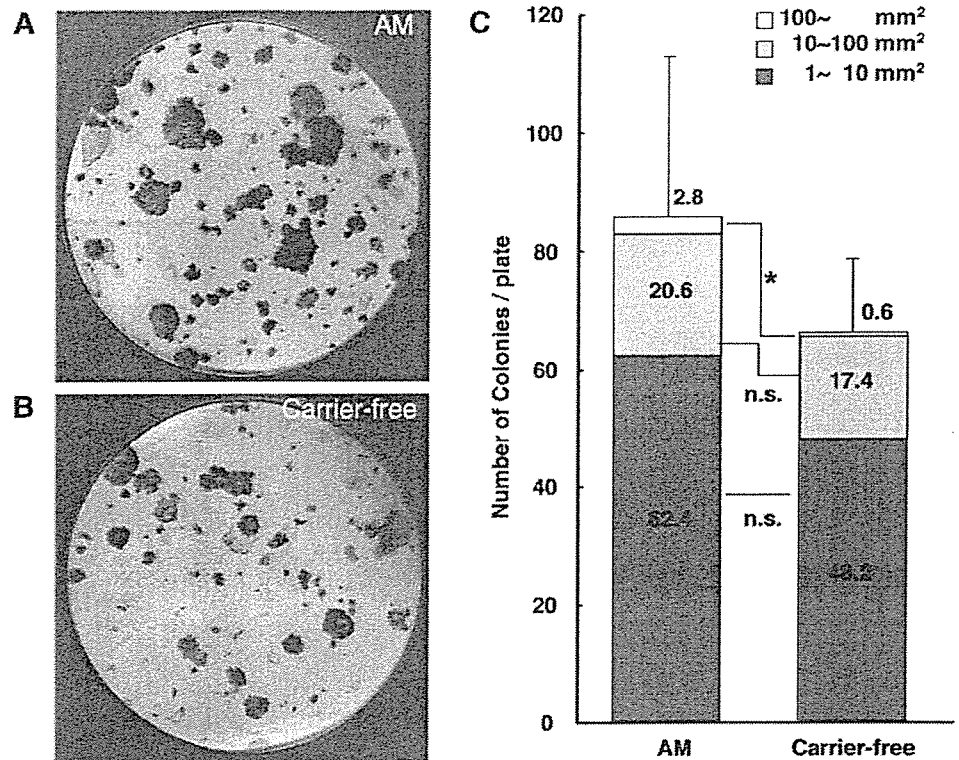 A
AM
B
Carrier-free
C
100~ mm²
10~100 mm²
1~ 10 mm²
Number of Colonies / plate
120
100
80
60
40
20
0
2.8
20.6
62.4
*
n.s.
n.s.
0.6
17.4
48.2
AM
Carrier-free